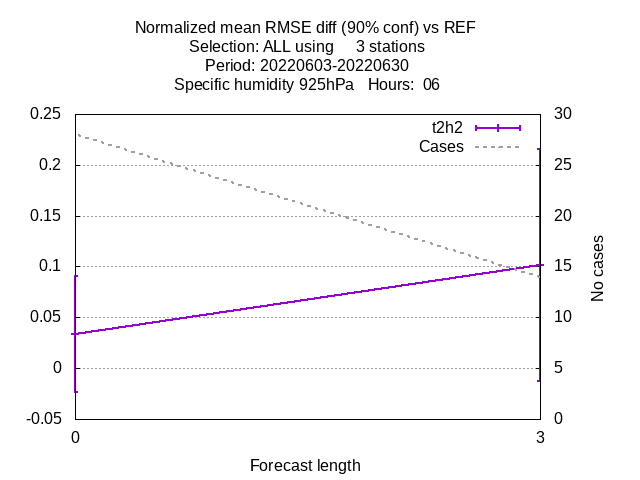 Normalized mean RMSE diff (90% conf) vs REF
Selection: ALL using     3 stations
Period: 20220603-20220630
Specific humidity 925hPa   Hours:  06
0.25
0.2
0.15
0.1
0.05
0
-0.05
t2h2
Cases
30
25
20
15
10
5
0
No cases
0
3
Forecast length